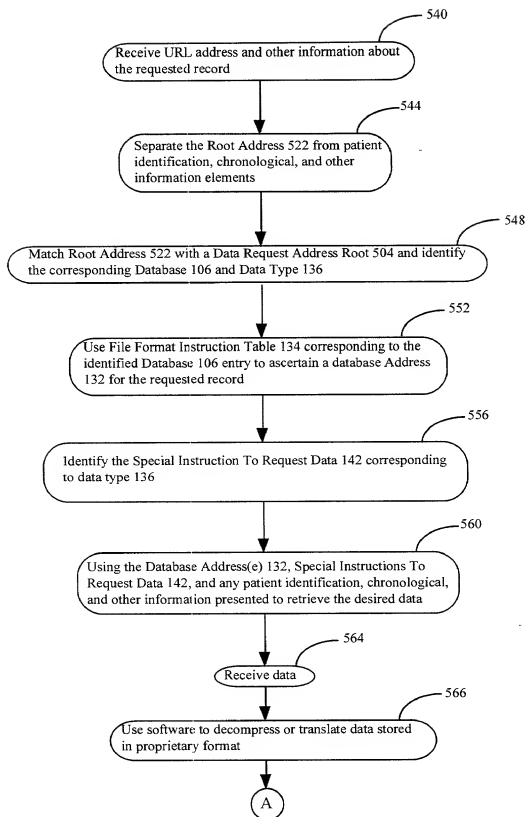 540
Receive URL address and other information about
the requested record
544
Separate the Root Address 522 from patient
identification, chronological, and other
information elements
548
Match Root Address 522 with a Data Request Address Root 504 and identify
the corresponding Database 106 and Data Type 136
552
Use File Format Instruction Table 134 corresponding to the
identified Database 106 entry to ascertain a database Address
132 for the requested record
556
Identify the Special Instruction To Request Data 142 corresponding
to data type 136
560
Using the Database Address(e) 132, Special Instructions To
Request Data 142, and any patient identification, chronological,
and other information presented to retrieve the desired data
564
Receive data
566
Use software to decompress or translate data stored
in proprietary format
A